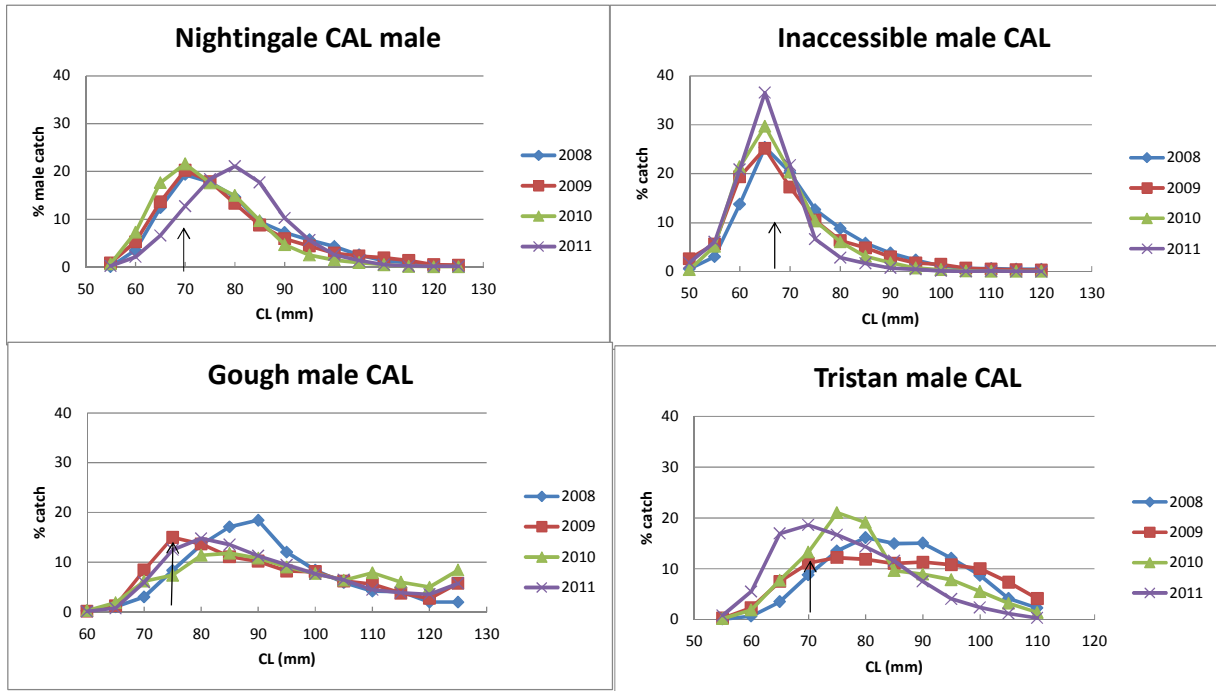 Nightingale CAL male
40
30
20
10
0
% male catch
50 60 70 80 90 100 110 120 130
CL (mm)
2008
2009
2010
2011
Inaccessible male CAL
40
30
20
10
0
% catch
50 60 70 80 90 100 110 120 130
CL (mm)
2008
2009
2010
2011
Gough male CAL
40
30
20
10
0
% catch
60 70 80 90 100 110 120 130
CL (mm)
2008
2009
2010
2011
Tristan male CAL
40
30
20
10
0
% catch
50 60 70 80 90 100 110 120
CL (mm)
2008
2009
2010
2011